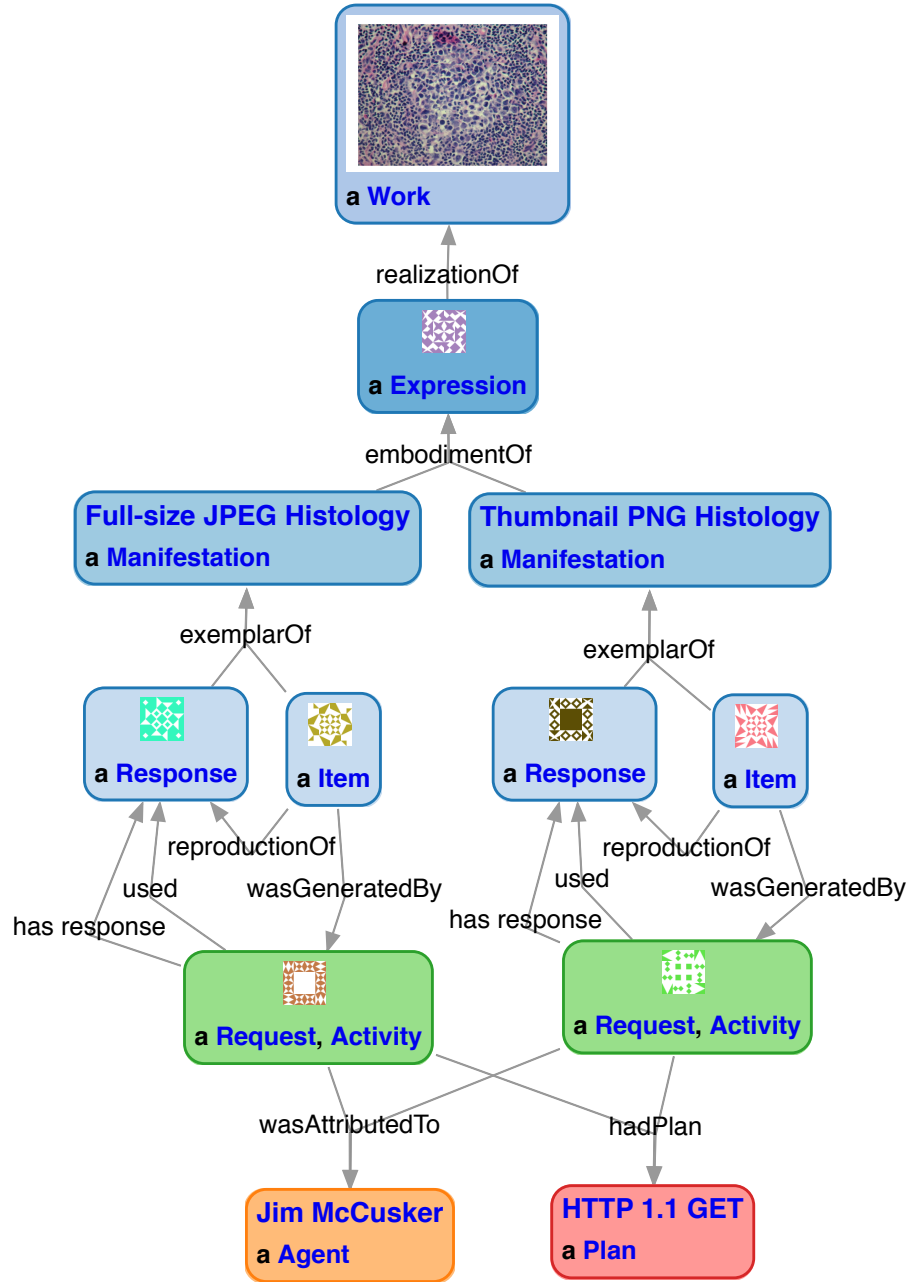 a Work
realizationOf
a Expression
embodimentOf
Full-size JPEG Histology
a Manifestation
Thumbnail PNG Histology
a Manifestation
exemplarOf
exemplarOf
a Response
a Item
a Response
a Item
reproductionOf
reproductionOf
used
wasGeneratedBy
used
wasGeneratedBy
has response
has response
a Request, Activity
a Request, Activity
wasAttributedTo
hadPlan
Jim McCusker
a Agent
HTTP 1.1 GET
a Plan